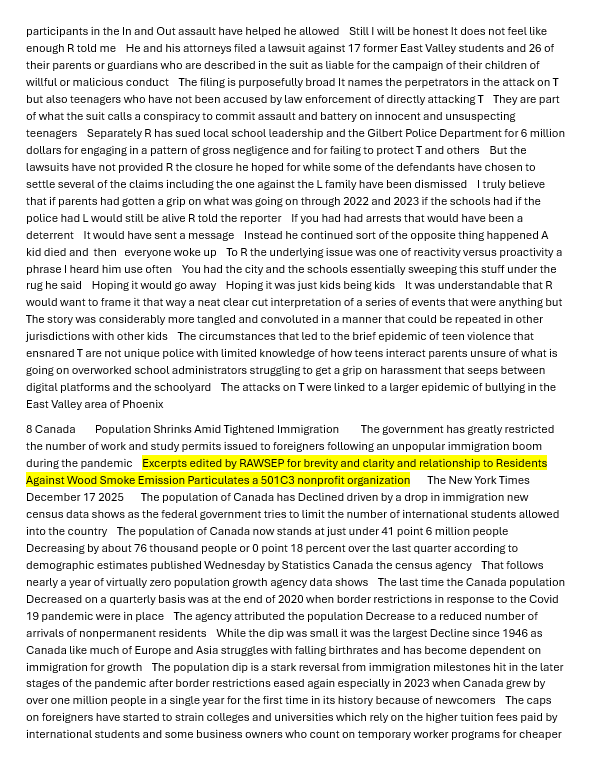 participants in the In and Out assault have helped he allowed    Still I will be honest It does not feel like
enough R told me    He and his attorneys filed a lawsuit against 17 former East Valley students and 26 of
their parents or guardians who are described in the suit as liable for the campaign of their children of
willful or malicious conduct    The filing is purposefully broad It names the perpetrators in the attack on T
but also teenagers who have not been accused by law enforcement of directly attacking T    They are part
of what the suit calls a conspiracy to commit assault and battery on innocent and unsuspecting
teenagers    Separately R has sued local school leadership and the Gilbert Police Department for 6 million
dollars for engaging in a pattern of gross negligence and for failing to protect T and others    But the
lawsuits have not provided R the closure he hoped for while some of the defendants have chosen to
settle several of the claims including the one against the L family have been dismissed    I truly believe
that if parents had gotten a grip on what was going on through 2022 and 2023 if the schools had if the
police had L would still be alive R told the reporter    If you had had arrests that would have been a
deterrent    It would have sent a message    Instead he continued sort of the opposite thing happened A
kid died and  then   everyone woke up    To R the underlying issue was one of reactivity versus proactivity a
phrase I heard him use often    You had the city and the schools essentially sweeping this stuff under the
rug he said    Hoping it would go away    Hoping it was just kids being kids    It was understandable that R
would want to frame it that way a neat clear cut interpretation of a series of events that were anything but
The story was considerably more tangled and convoluted in a manner that could be repeated in other
jurisdictions with other kids    The circumstances that led to the brief epidemic of teen violence that
ensnared T are not unique police with limited knowledge of how teens interact parents unsure of what is
going on overworked school administrators struggling to get a grip on harassment that seeps between
digital platforms and the schoolyard    The attacks on T were linked to a larger epidemic of bullying in the
East Valley area of Phoenix
8 Canada       Population Shrinks Amid Tightened Immigration       The government has greatly restricted
the number of work and study permits issued to foreigners following an unpopular immigration boom
during the pandemic    Excerpts edited by RAWSEP for brevity and clarity and relationship to Residents
Against Wood Smoke Emission Particulates a 501C3 nonprofit organization      The New York Times
December 17 2025      The population of Canada has Declined driven by a drop in immigration new
census data shows as the federal government tries to limit the number of international students allowed
into the country    The population of Canada now stands at just under 41 point 6 million people
Decreasing by about 76 thousand people or 0 point 18 percent over the last quarter according to
demographic estimates published Wednesday by Statistics Canada the census agency    That follows
nearly a year of virtually zero population growth agency data shows    The last time the Canada population
Decreased on a quarterly basis was at the end of 2020 when border restrictions in response to the Covid
19 pandemic were in place    The agency attributed the population Decrease to a reduced number of
arrivals of nonpermanent residents    While the dip was small it was the largest Decline since 1946 as
Canada like much of Europe and Asia struggles with falling birthrates and has become dependent on
immigration for growth    The population dip is a stark reversal from immigration milestones hit in the later
stages of the pandemic after border restrictions eased again especially in 2023 when Canada grew by
over one million people in a single year for the first time in its history because of newcomers    The caps
on foreigners have started to strain colleges and universities which rely on the higher tuition fees paid by
international students and some business owners who count on temporary worker programs for cheaper